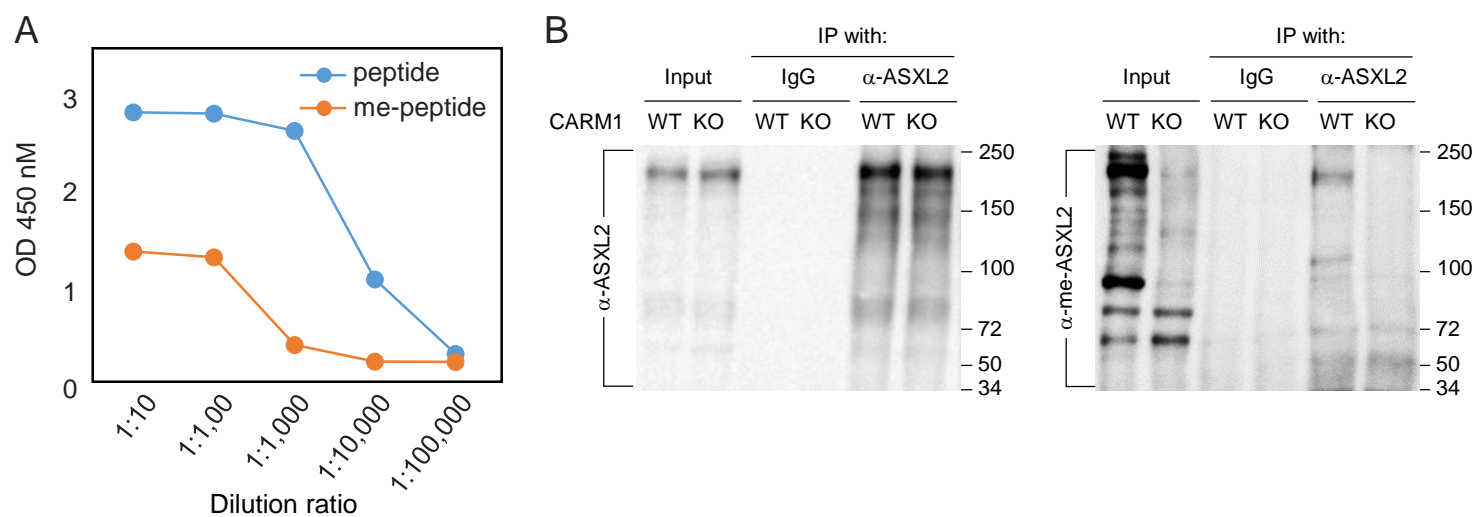 A
3
2
1
0
OD 450 nM
peptide
me-peptide
1:10
1:1,00
1:1,000
1:10,000
1:100,000
Dilution ratio
B
IP with:
Input IgG α-ASXL2
CARM1 WT KO WT KO WT KO
α-ASXL2
250
150
100
72
50
34
IP with:
Input IgG α-ASXL2
WT KO WT KO WT KO
α-me-ASXL2
250
150
100
72
50
34